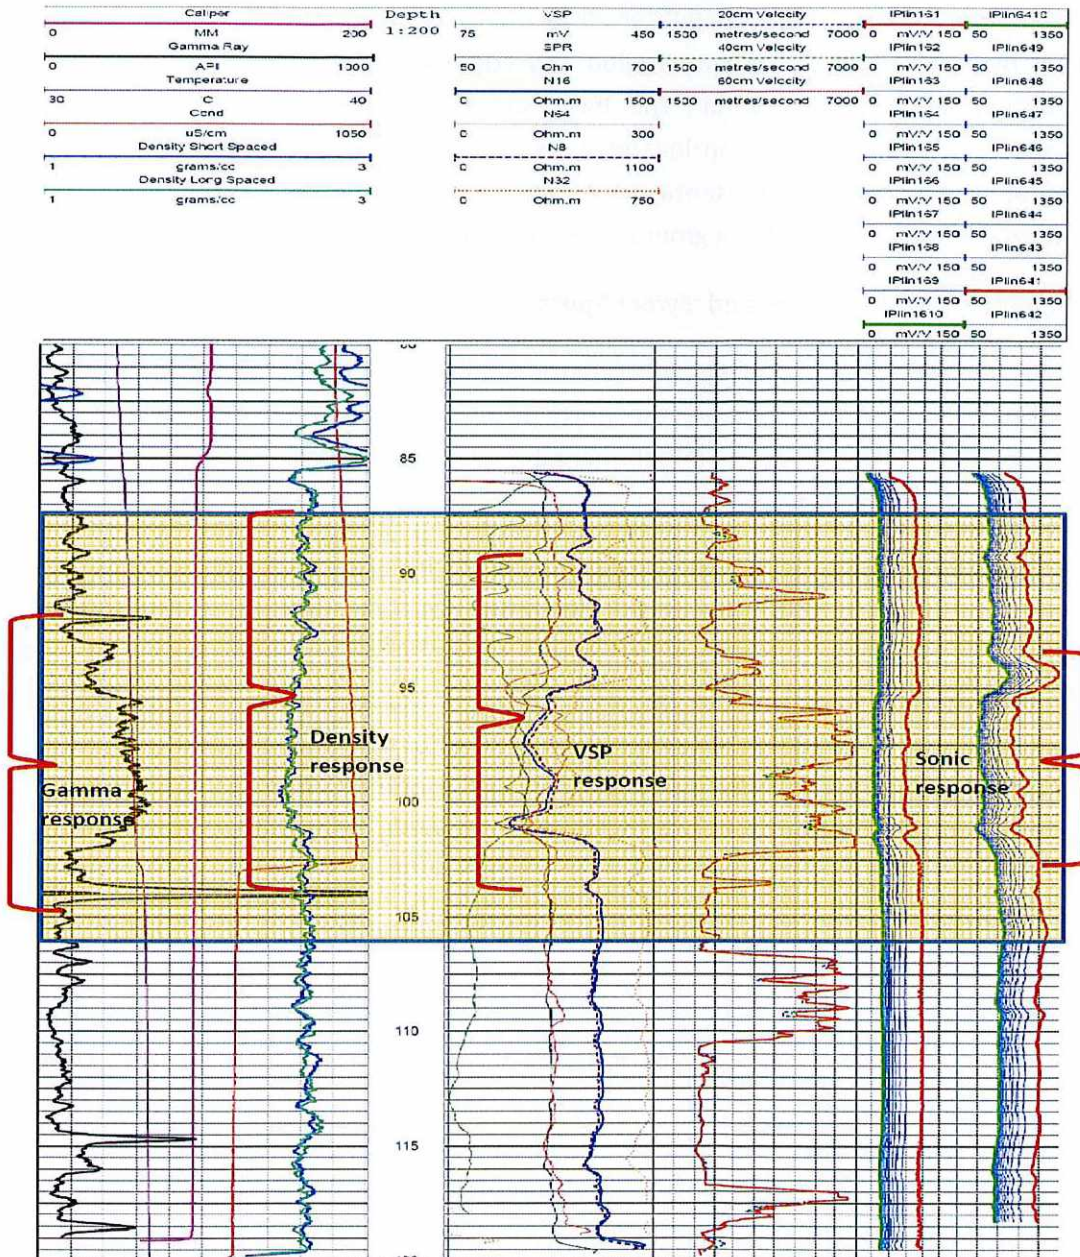 Caliper
0 MM 200
Gamma Ray
0 API 1000
Temperature
30 C 40
Cond
0 uS/cm 1050
Density Short Spaced
1 grams/cc 3
Density Long Spaced
1 grams/cc 3
Depth
1:200
VSP
75 mV 450
SPR
50 Ohm 700
N16
0 Ohm.m 1500
N64
0 Ohm.m 300
N8
0 Ohm.m 1100
N32
0 Ohm.m 750
20cm Velocity
1500 metres/second 7000
40cm Velocity
1500 metres/second 7000
60cm Velocity
1500 metres/second 7000
IPlin161 IPlin6410
0 mV/V 150 50 1350
IPlin162 IPlin649
0 mV/V 150 50 1350
IPlin163 IPlin648
0 mV/V 150 50 1350
IPlin164 IPlin647
0 mV/V 150 50 1350
IPlin165 IPlin646
0 mV/V 150 50 1350
IPlin166 IPlin645
0 mV/V 150 50 1350
IPlin167 IPlin644
0 mV/V 150 50 1350
IPlin168 IPlin643
0 mV/V 150 50 1350
IPlin169 IPlin641
0 mV/V 150 50 1350
IPlin1610 IPlin642
0 mV/V 150 50 1350
85
90
95
100
105
110
115
Gamma
response
Density
response
VSP
response
Sonic
response